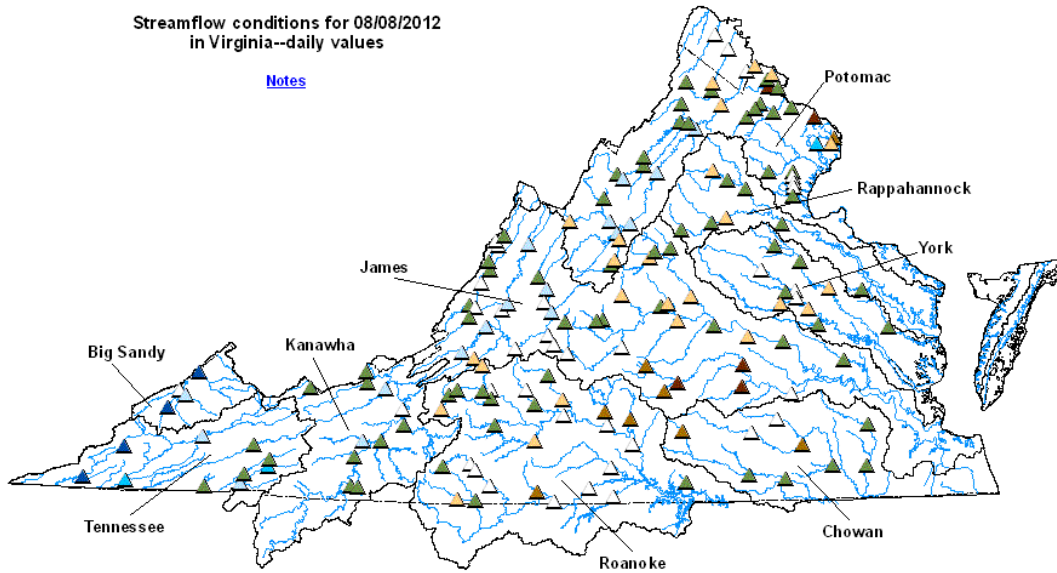 Streamflow conditions for 08/08/2012
in Virginia--daily values
Notes
Potomac
Rappahannock
York
James
Kanawha
Big Sandy
Tennessee
Chowan
Roanoke